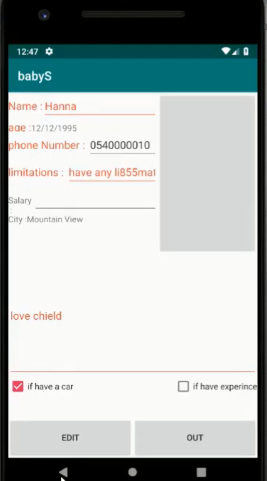 12:47
babyS
Name : Hanna
age :12/12/1995
phone Number : 0540000010
limitations : have any li855mat
Salary
City :Mountain View
love chield
if have a car
if have experince
EDIT
OUT